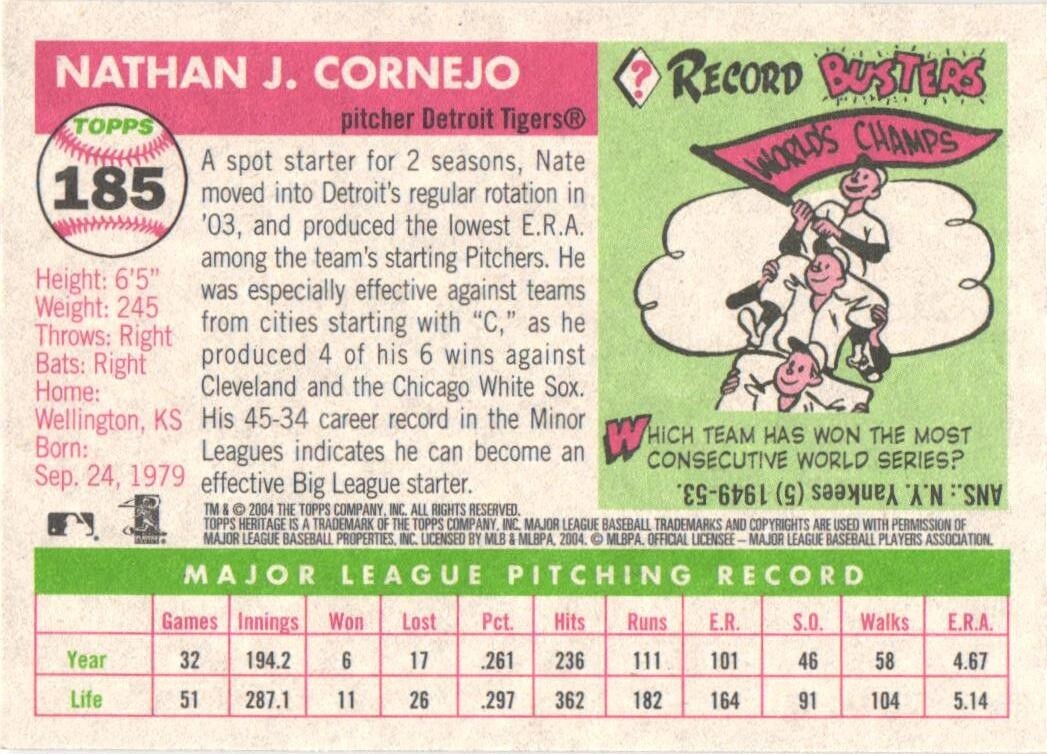 NATHAN J. CORNEJO
pitcher Detroit Tigers®
TOPPS
185
Height: 6'5"
Weight: 245
Throws: Right
Bats: Right
Home:
Wellington, KS
Born:
Sep. 24, 1979
A spot starter for 2 seasons, Nate
moved into Detroit's regular rotation in
'03, and produced the lowest E.R.A.
among the team's starting Pitchers. He
was especially effective against teams
from cities starting with "C," as he
produced 4 of his 6 wins against
Cleveland and the Chicago White Sox.
His 45-34 career record in the Minor
Leagues indicates he can become an
effective Big League starter.
? RECORD BUSTERS
WORLD'S CHAMPS
WHICH TEAM HAS WON THE MOST
CONSECUTIVE WORLD SERIES?
ANS.: N.Y. Yankees (5) 1949-53.
TM & © 2004 THE TOPPS COMPANY, INC. ALL RIGHTS RESERVED.
TOPPS HERITAGE IS A TRADEMARK OF THE TOPPS COMPANY, INC. MAJOR LEAGUE BASEBALL TRADEMARKS AND COPYRIGHTS ARE USED WITH PERMISSION OF
MAJOR LEAGUE BASEBALL PROPERTIES, INC. LICENSED BY MLB & MLBPA, 2004. © MLBPA. OFFICIAL LICENSEE – MAJOR LEAGUE BASEBALL PLAYERS ASSOCIATION.
MAJOR LEAGUE PITCHING RECORD
Games Innings Won Lost Pct. Hits Runs E.R. S.O. Walks E.R.A.
Year 32 194.2 6 17 .261 236 111 101 46 58 4.67
Life 51 287.1 11 26 .297 362 182 164 91 104 5.14